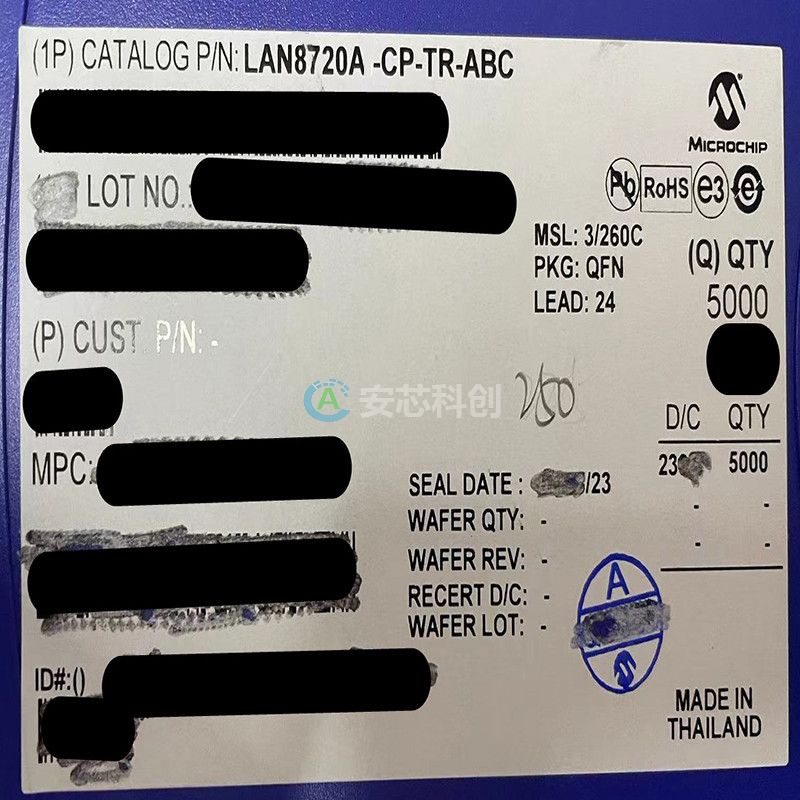 (1P) CATALOG P/N: LAN8720A -CP-TR-ABC
MICROCHIP
LOT NO.:
Pb RoHS e3 e
MSL: 3/260C
PKG: QFN
LEAD: 24
(Q) QTY
5000
(P) CUST. P/N: -
安芯科创
D/C QTY
5000
MPC:
SEAL DATE : /23
WAFER QTY: -
WAFER REV: -
RECERT D/C: -
WAFER LOT: -
- -
- -
A
ID#:()
MADE IN
THAILAND